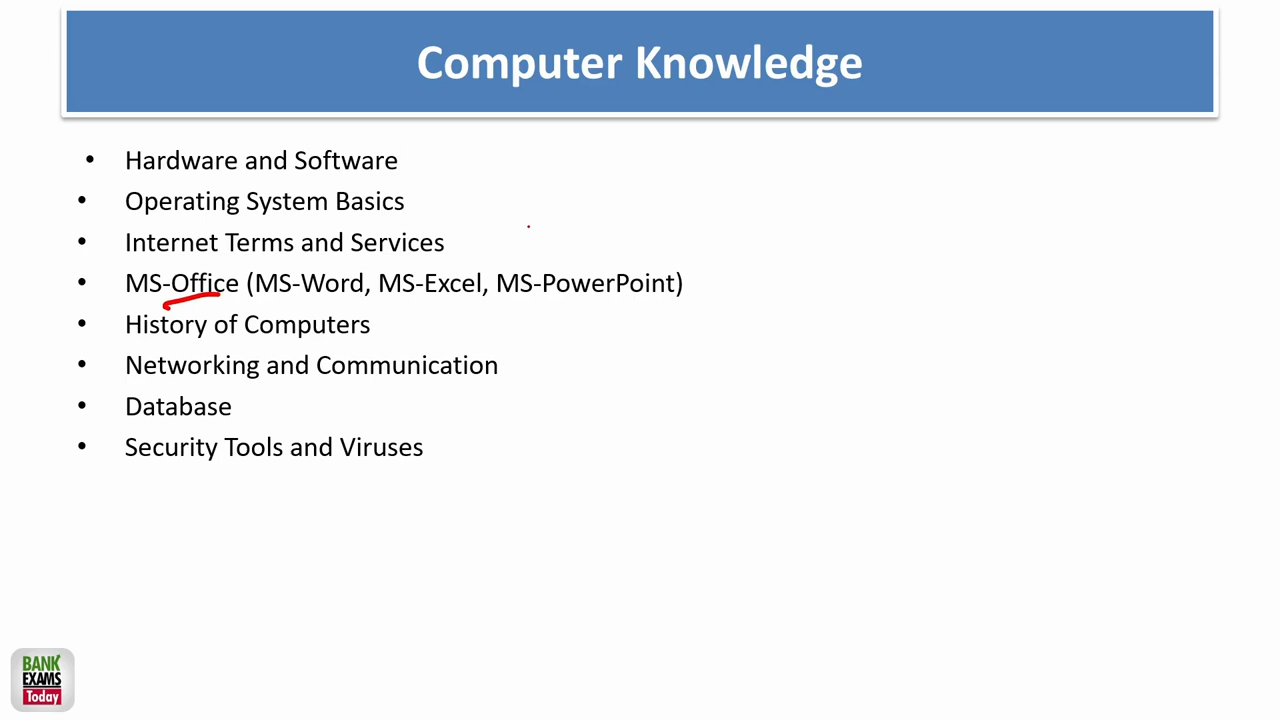 Computer Knowledge
• Hardware and Software
• Operating System Basics
• Internet Terms and Services
• MS-Office (MS-Word, MS-Excel, MS-PowerPoint)
• History of Computers
• Networking and Communication
• Database
• Security Tools and Viruses
BANK
EXAMS
Today